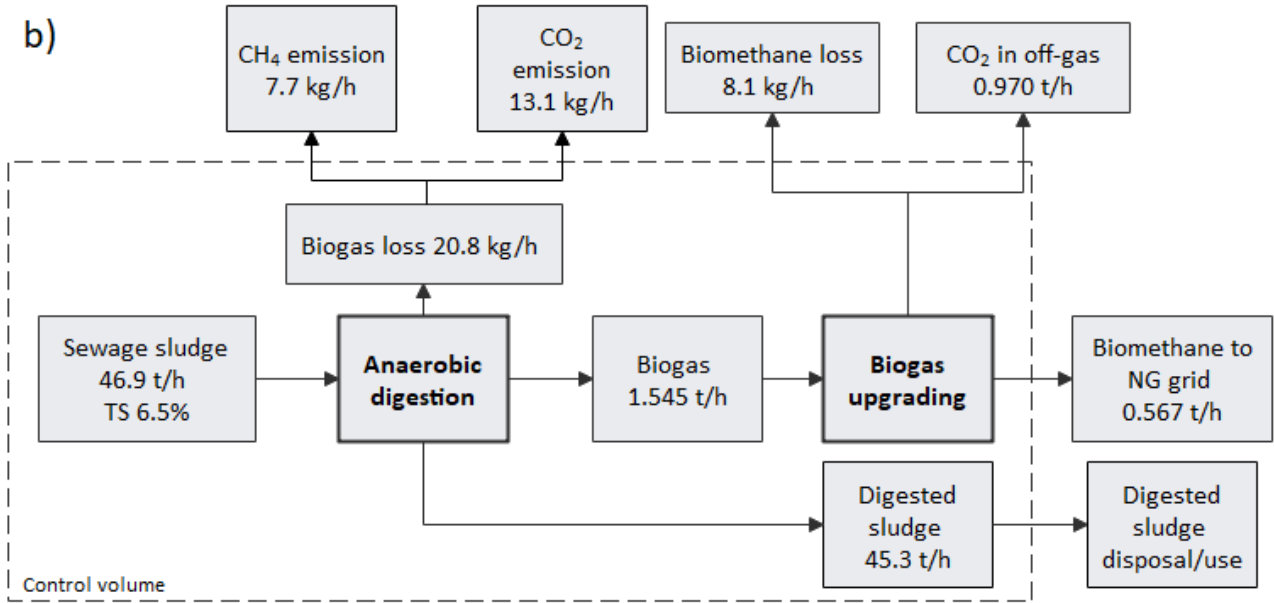 b)
CH₄ emission
7.7 kg/h
CO₂
emission
13.1 kg/h
Biomethane loss
8.1 kg/h
CO₂ in off-gas
0.970 t/h
Biogas loss 20.8 kg/h
Sewage sludge
46.9 t/h
TS 6.5%
Anaerobic
digestion
Biogas
1.545 t/h
Biogas
upgrading
Biomethane to
NG grid
0.567 t/h
Digested
sludge
45.3 t/h
Digested
sludge
disposal/use
Control volume